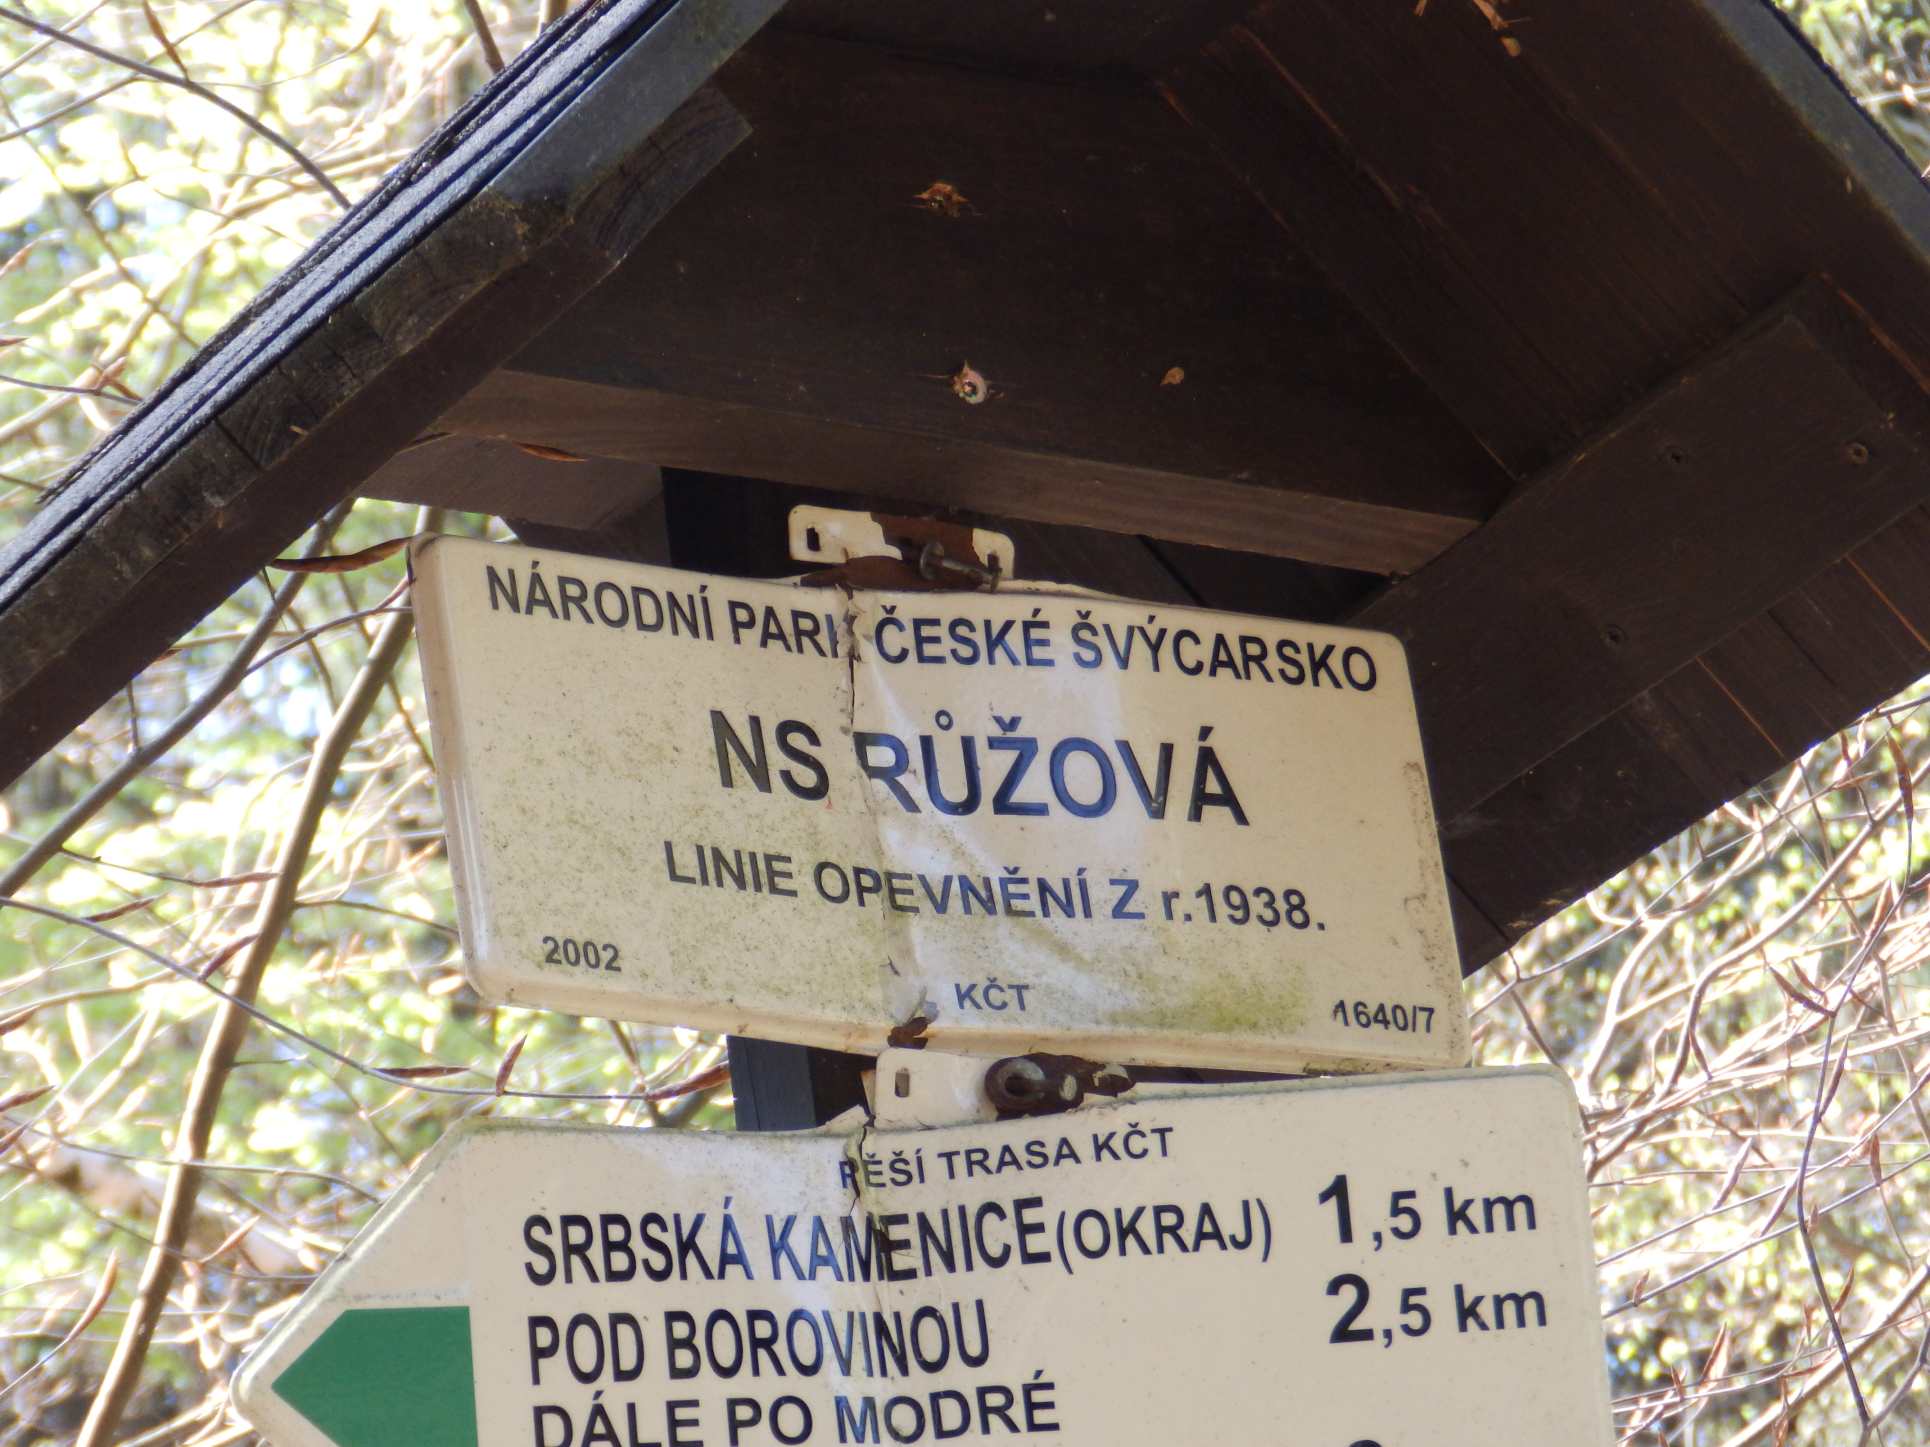 NÁRODNÍ PARK ČESKÉ ŠVÝCARSKO
NS RŮŽOVÁ
LINIE OPEVNĚNÍ Z r.1938.
2002 KČT 1640/7
PĚŠÍ TRASA KČT
SRBSKÁ KAMENICE(OKRAJ) 1,5 km
POD BOROVINOU 2,5 km
DÁLE PO MODRÉ